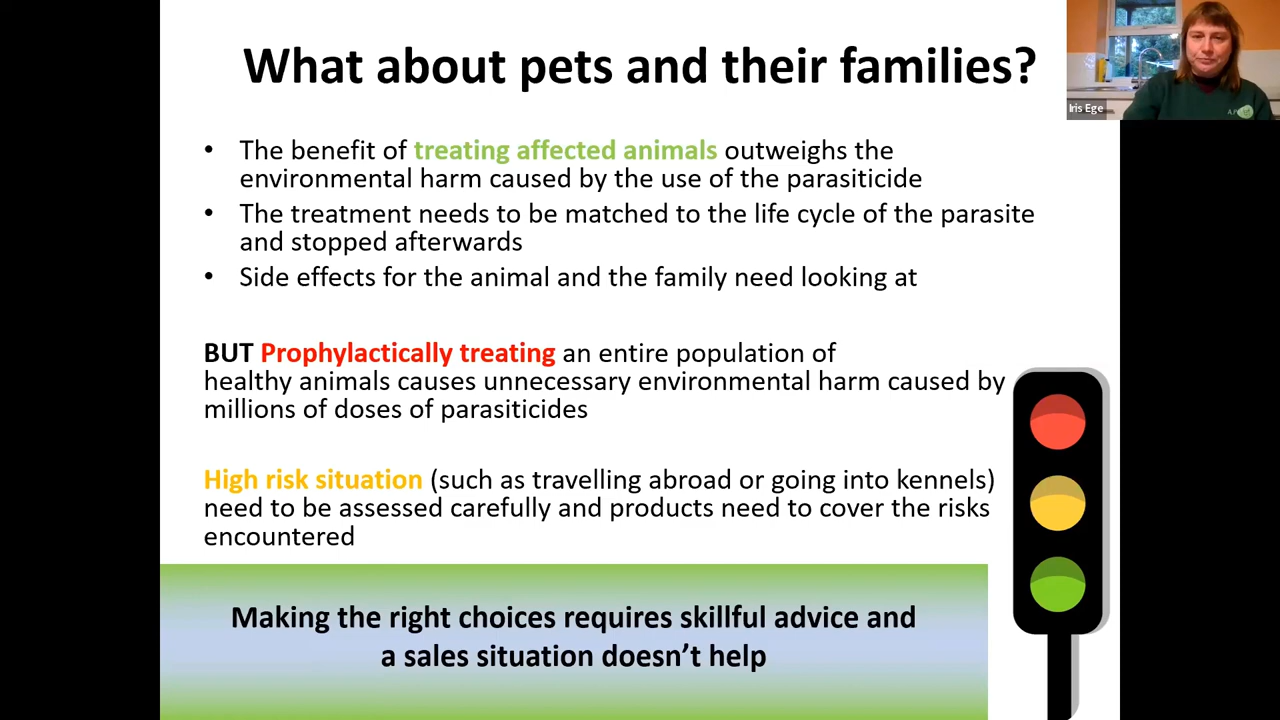 What about pets and their families?
Iris Ege
• The benefit of treating affected animals outweighs the
environmental harm caused by the use of the parasiticide
• The treatment needs to be matched to the life cycle of the parasite
and stopped afterwards
• Side effects for the animal and the family need looking at
BUT Prophylactically treating an entire population of
healthy animals causes unnecessary environmental harm caused by
millions of doses of parasiticides
High risk situation (such as travelling abroad or going into kennels)
need to be assessed carefully and products need to cover the risks
encountered
Making the right choices requires skillful advice and
a sales situation doesn't help